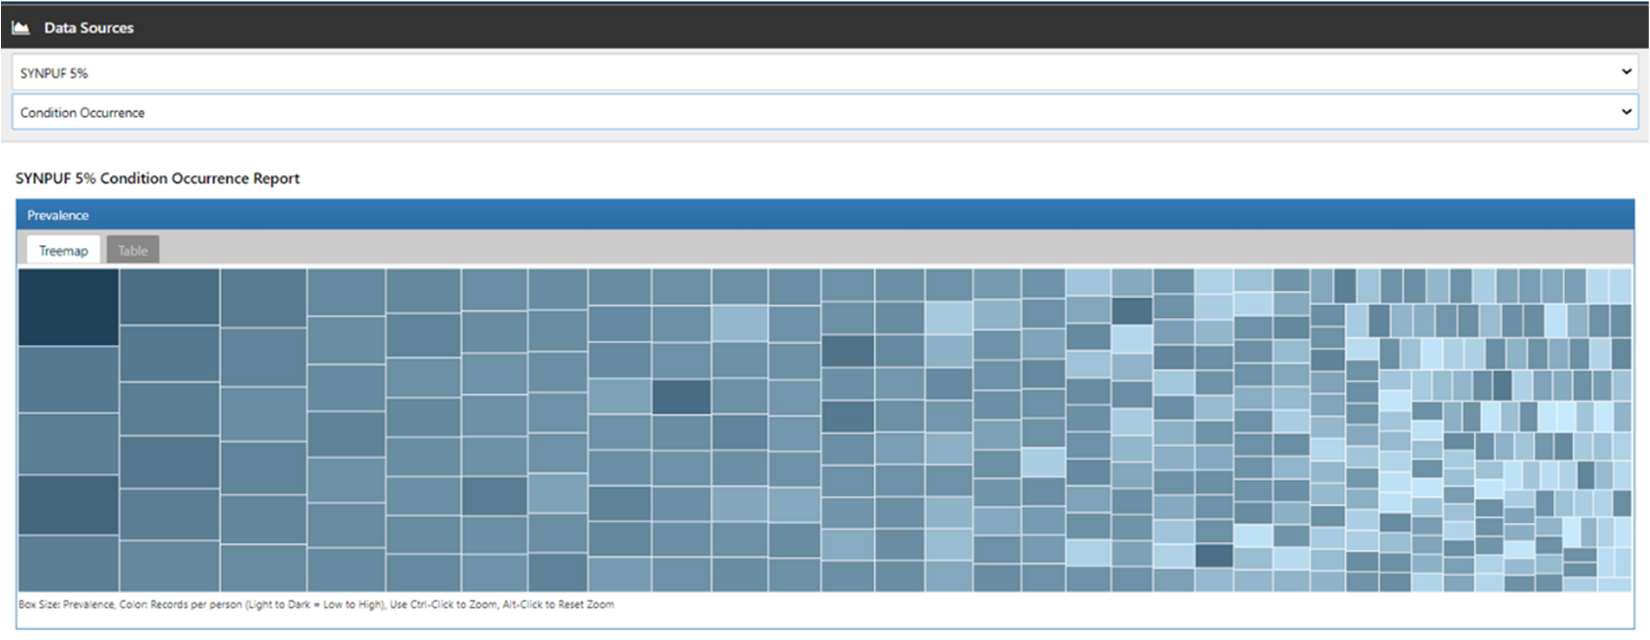 Data Sources
SYNPUF 5%
Condition Occurrence
SYNPUF 5% Condition Occurrence Report
Prevalence
Treemap Table
Box Size: Prevalence, Color: Records per person (Light to Dark = Low to High), Use Ctrl-Click to Zoom, Alt-Click to Reset Zoom